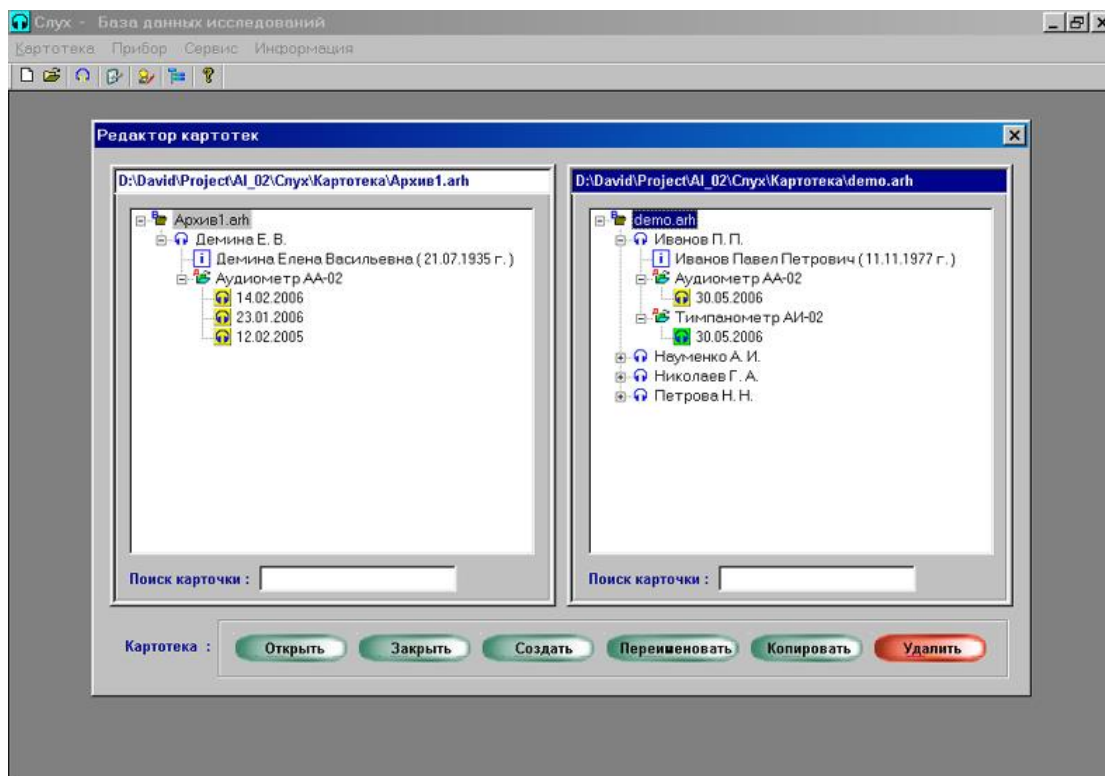 Слух - База данных исследований
Картотека Прибор Сервис Информация
Редактор картотек
D:\David\Project\AI_02\Слух\Картотека\Архив1.arh
Архив1.arh
Демина Е. В.
Демина Елена Васильевна ( 21.07.1935 г. )
Аудиометр АА-02
14.02.2006
23.01.2006
12.02.2005
Поиск карточки :
D:\David\Project\AI_02\Слух\Картотека\demo.arh
demo.arh
Иванов П. П.
Иванов Павел Петрович ( 11.11.1977 г. )
Аудиометр АА-02
30.05.2006
Тимпанометр АИ-02
30.05.2006
Науменко А. И.
Николаев Г. А.
Петрова Н. Н.
Поиск карточки :
Картотека : Открыть Закрыть Создать Переименовать Копировать Удалить